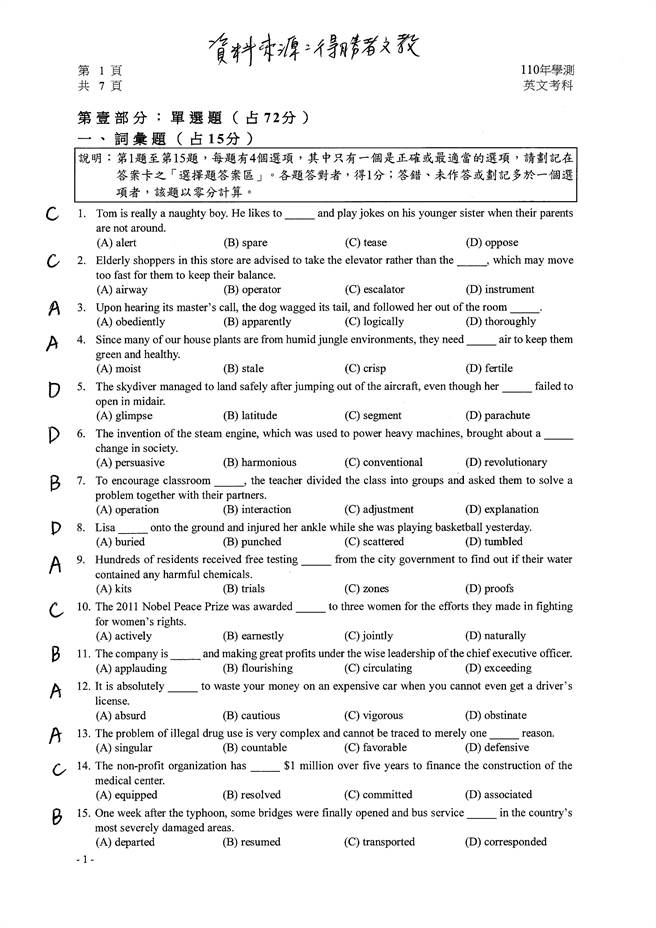 資料來源：得勝者文教
第 1 頁
共 7 頁
110年學測
英文考科
第壹部分：單選題（占72分）
一、詞彙題（占15分）
說明：第1題至第15題，每題有4個選項，其中只有一個是正確或最適當的選項，請劃記在
答案卡之「選擇題答案區」。各題答對者，得1分；答錯、未作答或劃記多於一個選
項者，該題以零分計算。
C 1. Tom is really a naughty boy. He likes to _____ and play jokes on his younger sister when their parents
are not around.
(A) alert (B) spare (C) tease (D) oppose
C 2. Elderly shoppers in this store are advised to take the elevator rather than the _____, which may move
too fast for them to keep their balance.
(A) airway (B) operator (C) escalator (D) instrument
A 3. Upon hearing its master's call, the dog wagged its tail, and followed her out of the room _____.
(A) obediently (B) apparently (C) logically (D) thoroughly
A 4. Since many of our house plants are from humid jungle environments, they need _____ air to keep them
green and healthy.
(A) moist (B) stale (C) crisp (D) fertile
D 5. The skydiver managed to land safely after jumping out of the aircraft, even though her _____ failed to
open in midair.
(A) glimpse (B) latitude (C) segment (D) parachute
D 6. The invention of the steam engine, which was used to power heavy machines, brought about a _____
change in society.
(A) persuasive (B) harmonious (C) conventional (D) revolutionary
B 7. To encourage classroom _____, the teacher divided the class into groups and asked them to solve a
problem together with their partners.
(A) operation (B) interaction (C) adjustment (D) explanation
D 8. Lisa _____ onto the ground and injured her ankle while she was playing basketball yesterday.
(A) buried (B) punched (C) scattered (D) tumbled
A 9. Hundreds of residents received free testing _____ from the city government to find out if their water
contained any harmful chemicals.
(A) kits (B) trials (C) zones (D) proofs
C 10. The 2011 Nobel Peace Prize was awarded _____ to three women for the efforts they made in fighting
for women's rights.
(A) actively (B) earnestly (C) jointly (D) naturally
B 11. The company is _____ and making great profits under the wise leadership of the chief executive officer.
(A) applauding (B) flourishing (C) circulating (D) exceeding
A 12. It is absolutely _____ to waste your money on an expensive car when you cannot even get a driver's
license.
(A) absurd (B) cautious (C) vigorous (D) obstinate
A 13. The problem of illegal drug use is very complex and cannot be traced to merely one _____ reason.
(A) singular (B) countable (C) favorable (D) defensive
C 14. The non-profit organization has _____ $1 million over five years to finance the construction of the
medical center.
(A) equipped (B) resolved (C) committed (D) associated
B 15. One week after the typhoon, some bridges were finally opened and bus service _____ in the country's
most severely damaged areas.
(A) departed (B) resumed (C) transported (D) corresponded
- 1 -